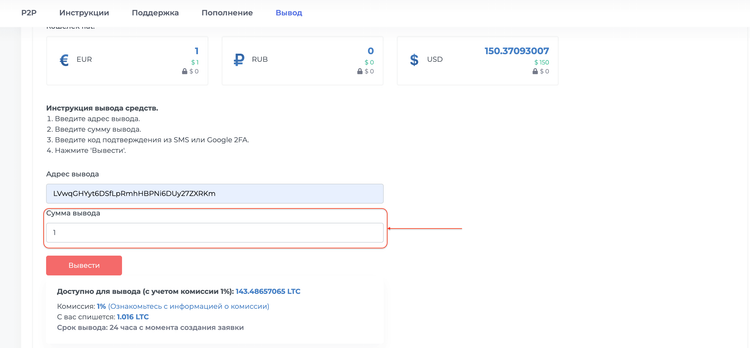 P2P Инструкции Поддержка Пополнение Вывод
€ EUR 1 ₽ RUB 0 $ USD 150.37093007
$ 1 $ 0 $ 150
$ 0 $ 0 $ 0
Инструкция вывода средств.
1. Введите адрес вывода.
2. Введите сумму вывода.
3. Введите код подтверждения из SMS или Google 2FA.
4. Нажмите 'Вывести'.
Адрес вывода
LVwqGHYyt6DSfLpRmhHBPNi6DUy27ZXRKm
Сумма вывода
1
Вывести
Доступно для вывода (с учетом комиссии 1%): 143.48657065 LTC
Комиссия: 1% (Ознакомьтесь с информацией о комиссии)
С вас спишется: 1.016 LTC
Срок вывода: 24 часа с момента создания заявки